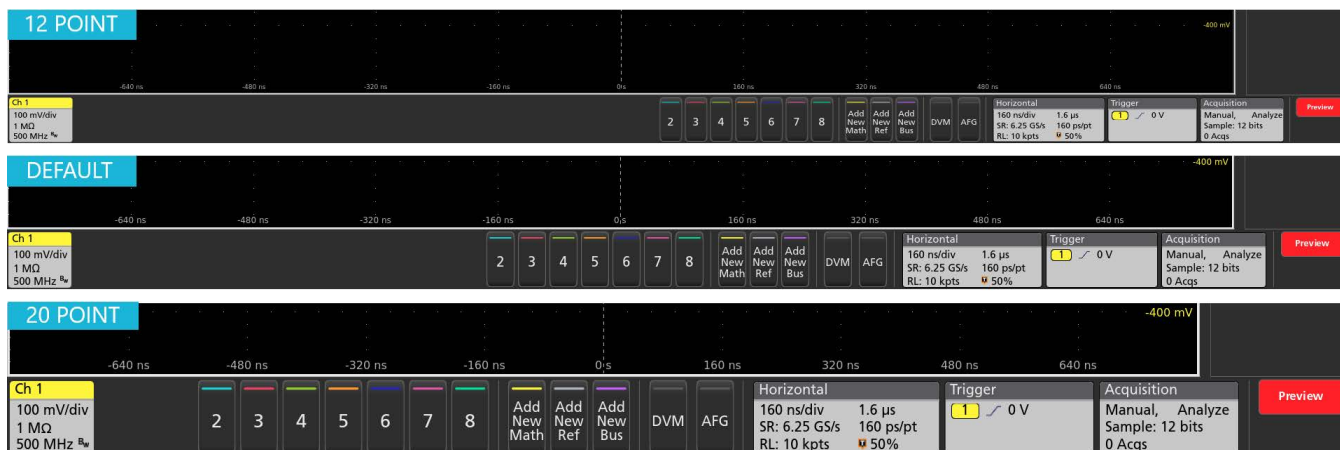 12 POINT
-400 mV
-640 ns -480 ns -320 ns -160 ns 0 s 160 ns 320 ns 480 ns 640 ns
Ch 1 Horizontal Trigger Acquisition Preview
100 mV/div 2 3 4 5 6 7 8 Add New Math Add New Ref Add New Bus DVM AFG 160 ns/div 1.6 µs 1 0 V Manual, Analyze
1 MΩ SR: 6.25 GS/s 160 ps/pt Sample: 12 bits
500 MHz Bw RL: 10 kpts 50% 0 Acqs
DEFAULT
-400 mV
-640 ns -480 ns -320 ns -160 ns 0 s 160 ns 320 ns 480 ns 640 ns
Ch 1 Horizontal Trigger Acquisition Preview
100 mV/div 2 3 4 5 6 7 8 Add New Math Add New Ref Add New Bus DVM AFG 160 ns/div 1.6 µs 1 0 V Manual, Analyze
1 MΩ SR: 6.25 GS/s 160 ps/pt Sample: 12 bits
500 MHz Bw RL: 10 kpts 50% 0 Acqs
20 POINT
-400 mV
-640 ns -480 ns -320 ns -160 ns 0 s 160 ns 320 ns 480 ns 640 ns
Ch 1 Horizontal Trigger Acquisition Preview
100 mV/div 2 3 4 5 6 7 8 Add New Math Add New Ref Add New Bus DVM AFG 160 ns/div 1.6 µs 1 0 V Manual, Analyze
1 MΩ SR: 6.25 GS/s 160 ps/pt Sample: 12 bits
500 MHz Bw RL: 10 kpts 50% 0 Acqs